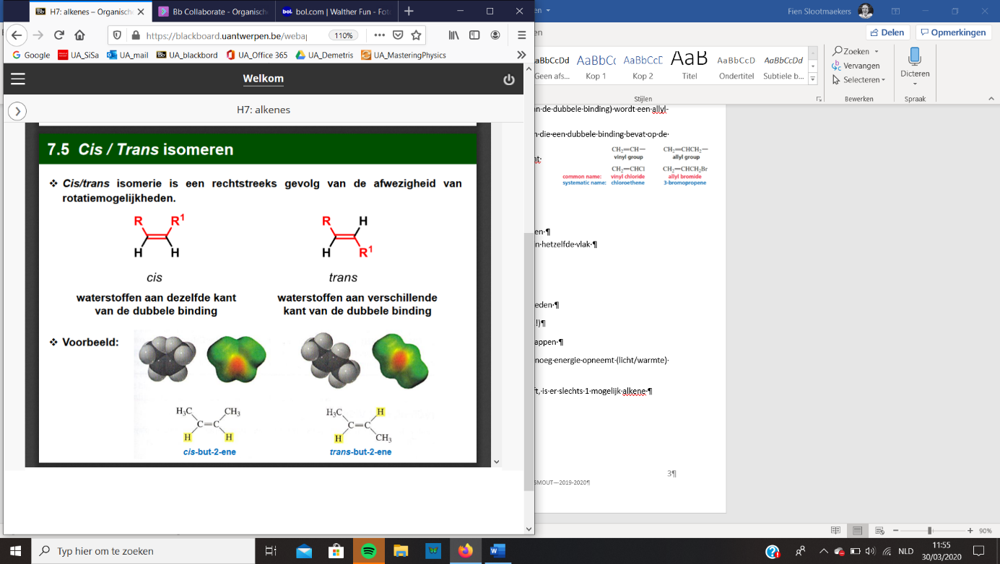 H7: alkenes – Organische
Bb Collaborate - Organisch
bol.com | Walther Fun - Foto
en
Fien Slootmaekers
https://blackboard.uantwerpen.be/webap
110%
en
Delen
Opmerkingen
Google
UA_SiSa
UA_mail
UA_blackbord
UA_Office 365
UA_Demetris
UA_MasteringPhysics
aBbCcDd AaBbCc AaBbCcD AaB AaBbCcD AaBbCcDd
Geen afs... Kop 1 Kop 2 Titel Ondertitel Subtiele b...
Stijlen
Zoeken
Vervangen
Selecteren
Bewerken
Dicteren
Spraak
Welkom
H7: alkenes
7.5 Cis / Trans isomeren
❖ Cis/trans isomerie is een rechtstreeks gevolg van de afwezigheid van
rotatiemogelijkheden.
R R¹
H H
R H
H R¹
cis
trans
waterstoffen aan dezelfde kant
van de dubbele binding
waterstoffen aan verschillende
kant van de dubbele binding
❖ Voorbeeld:
H₃C CH₃
C=C
H H
cis-but-2-ene
H₃C H
C=C
H CH₃
trans-but-2-ene
an·de·dubbele·binding)·wordt·een·allyl-
n·die·een·dubbele·binding·bevat·op·de·
nt·
CH₂=CH— CH₂=CHCH₂—
vinyl group allyl group
CH₂=CHCl CH₂=CHCH₂Br
common name: vinyl chloride allyl bromide
systematic name: chloroethene 3-bromopropene
en·¶
n·hetzelfde·vlak·¶
eden·¶
!)¶
appen·¶
noeg·energie·opneemt·(licht/warmte)·
ft,·is·er·slechts·1·mogelijk·alkene·¶
3¶
SMOUT—2019-2020¶
90%
Typ hier om te zoeken
NLD
11:55
30/03/2020